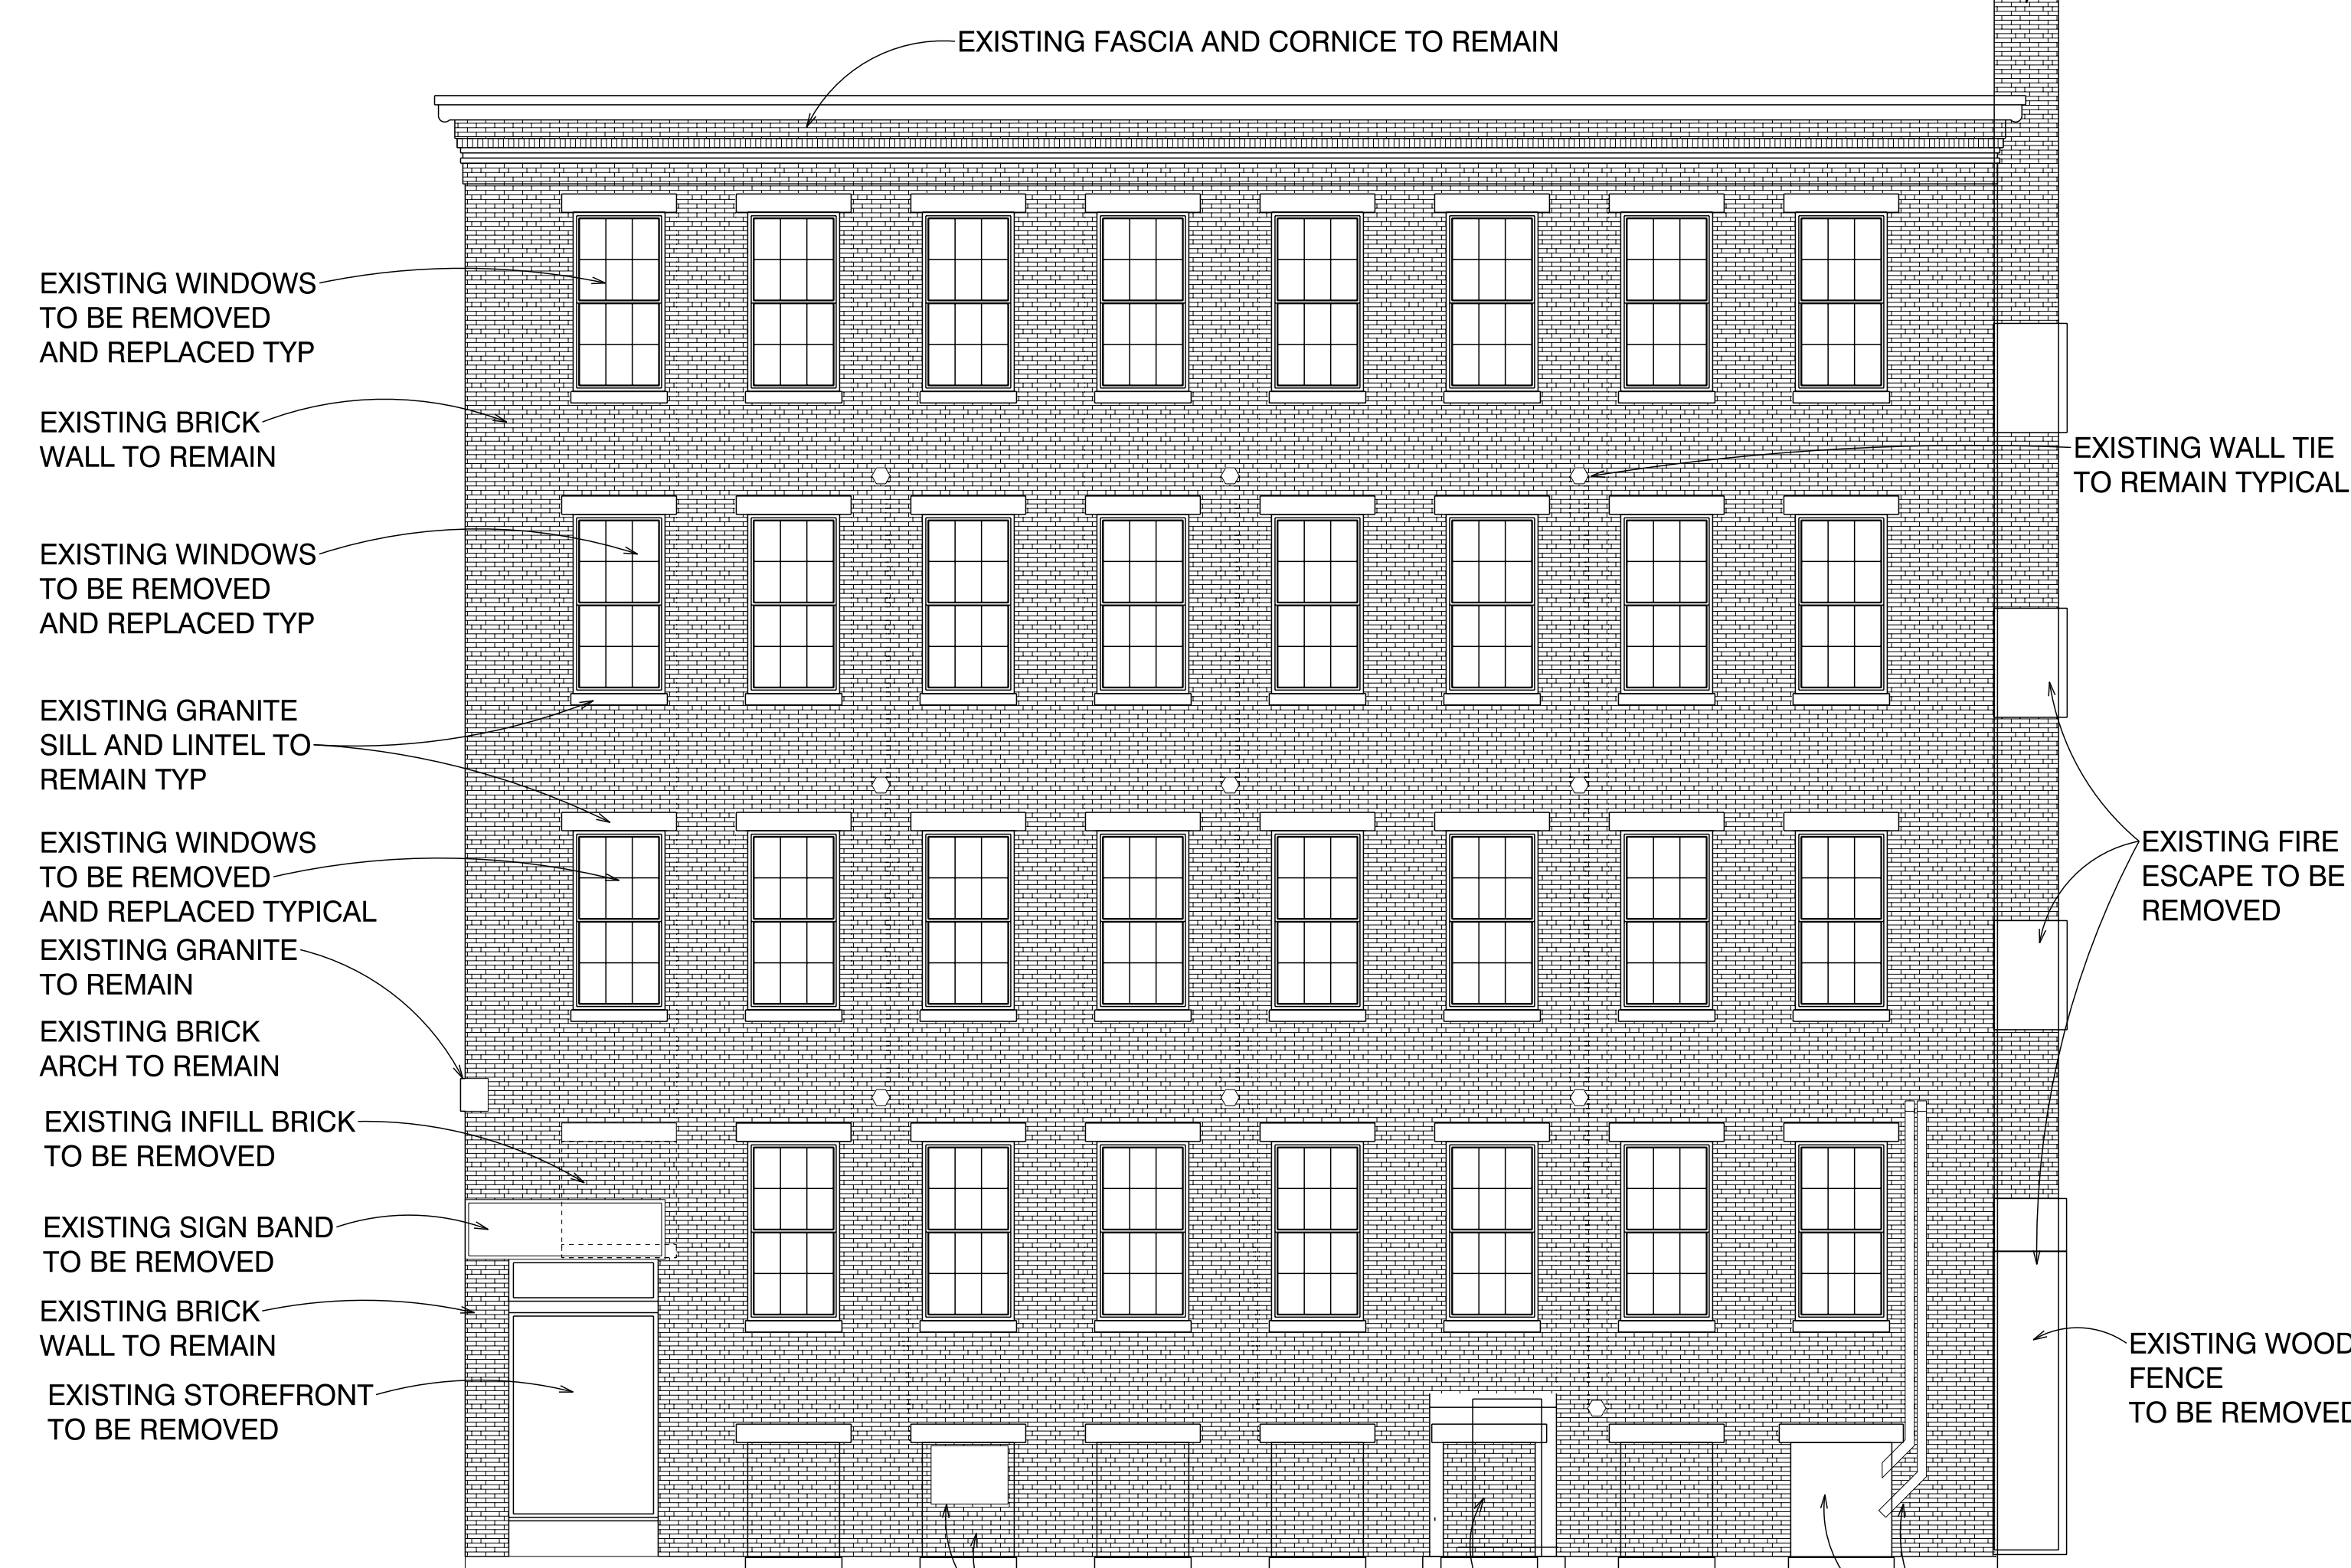 EXISTING FASCIA AND CORNICE TO REMAIN
EXISTING WINDOWS
TO BE REMOVED
AND REPLACED TYP
EXISTING BRICK
WALL TO REMAIN
EXISTING WALL TIE
TO REMAIN TYPICAL
EXISTING WINDOWS
TO BE REMOVED
AND REPLACED TYP
EXISTING GRANITE
SILL AND LINTEL TO
REMAIN TYP
EXISTING WINDOWS
TO BE REMOVED
AND REPLACED TYPICAL
EXISTING FIRE
ESCAPE TO BE
REMOVED
EXISTING GRANITE
TO REMAIN
EXISTING BRICK
ARCH TO REMAIN
EXISTING INFILL BRICK
TO BE REMOVED
EXISTING SIGN BAND
TO BE REMOVED
EXISTING BRICK
WALL TO REMAIN
EXISTING WOOD
FENCE
TO BE REMOVED
EXISTING STOREFRONT
TO BE REMOVED